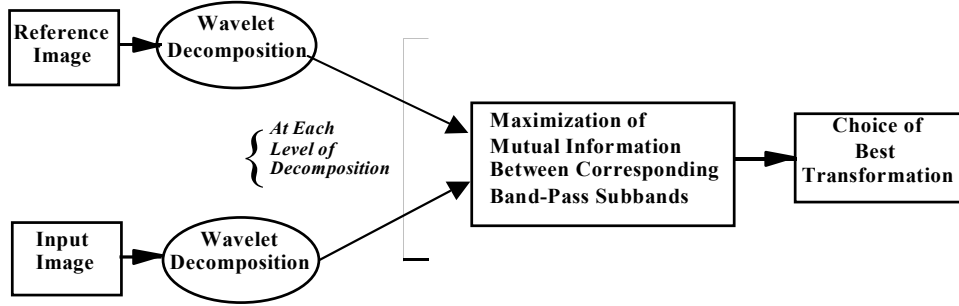 Reference
Image
Wavelet
Decomposition
At Each
Level of
Decomposition
Input
Image
Wavelet
Decomposition
Maximization of
Mutual Information
Between Corresponding
Band-Pass Subbands
Choice of
Best
Transformation